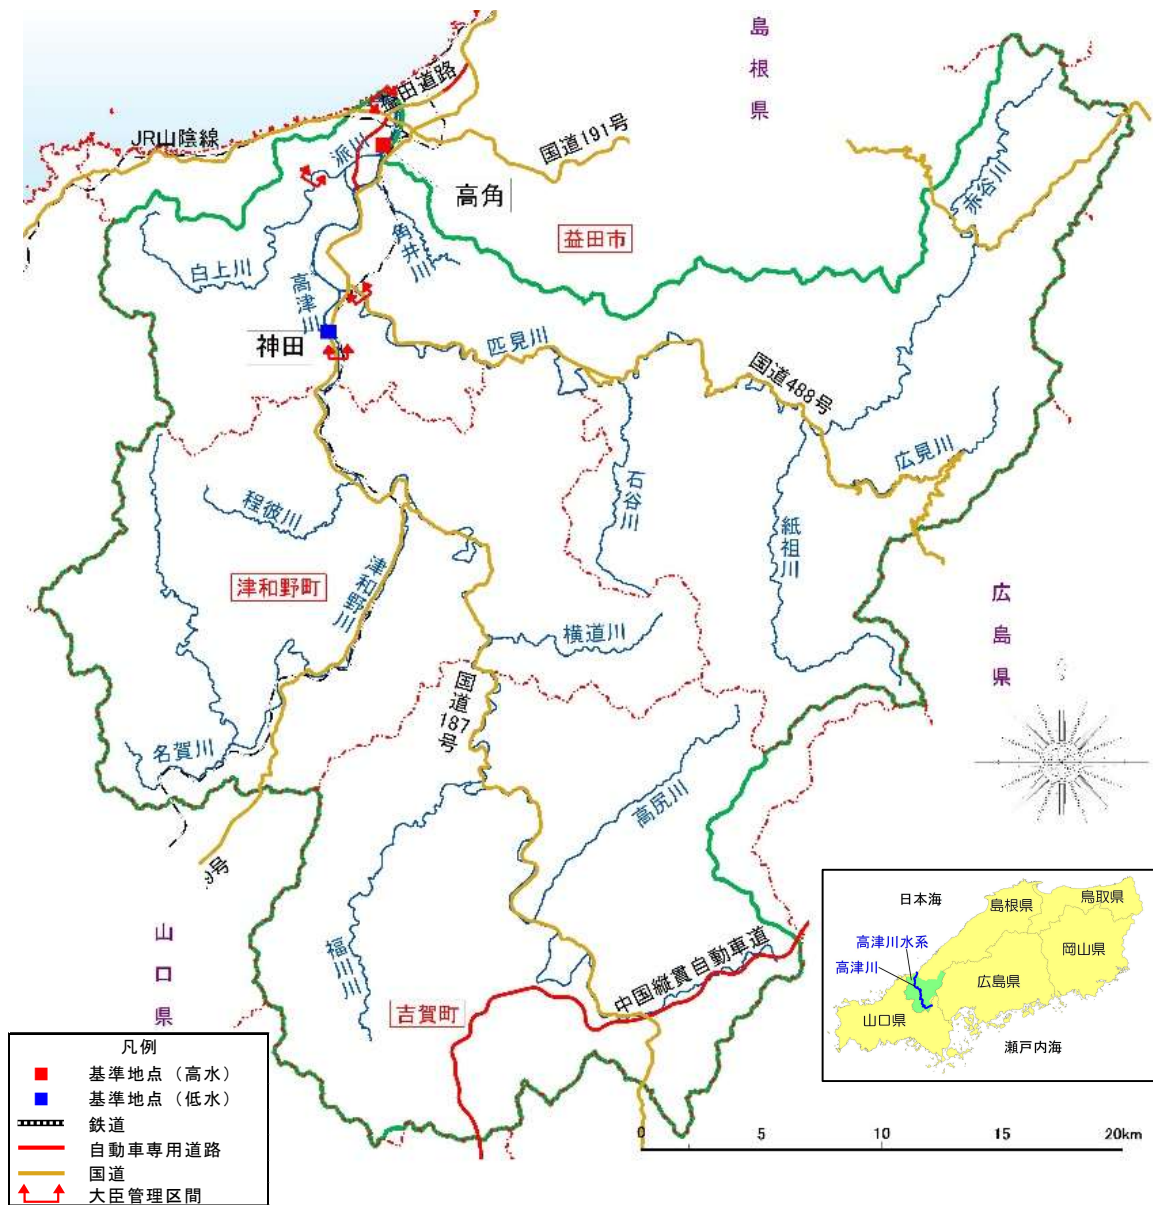 島根県
益田道路
JR山陰線
国道191号
派川
高角
赤谷川
益田市
角井川
白上川
高津川
神田
匹見川
国道488号
広見川
石谷川
程彼川
紙祖川
津和野川
津和野町
広島県
横道川
国道187号
名賀川
高尻川
9号
山口県
福川川
中国縦貫自動車道
吉賀町
日本海
島根県
鳥取県
高津川水系
岡山県
高津川
広島県
山口県
瀬戸内海
凡例
基準地点（高水）
基準地点（低水）
鉄道
自動車専用道路
国道
大臣管理区間
0 5 10 15 20km